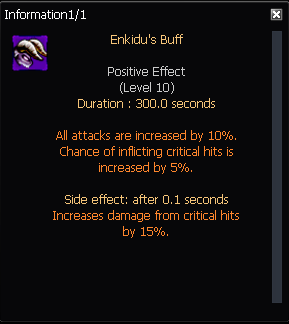 Information1/1
Enkidu's Buff
Positive Effect
(Level 10)
Duration : 300.0 seconds
All attacks are increased by 10%.
Chance of inflicting critical hits is
increased by 5%.
Side effect: after 0.1 seconds
Increases damage from critical hits
by 15%.